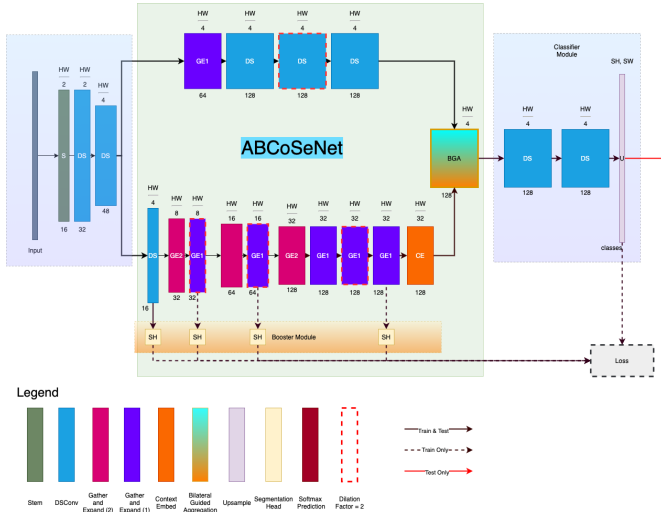 HW
4
HW
4
HW
4
HW
4
GE1
DS
DS
DS
64
128
128
128
HW
2
HW
2
HW
4
S
DS
DS
16
32
48
Input
ABCoSeNet
HW
4
BGA
128
Classifier
Module
SH, SW
HW
4
HW
4
DS
DS
U
128
128
classes
HW
4
HW
8
HW
8
HW
16
HW
16
HW
32
HW
32
HW
32
HW
32
HW
32
DS
GE2
GE1
GE1
GE1
GE2
GE1
GE1
GE1
CE
16
32
32
64
64
128
128
128
128
128
SH
SH
SH
Booster Module
SH
Loss
Legend
Stem
DSConv
Gather
and
Expand (2)
Gather
and
Expand (1)
Context
Embed
Bilateral
Guided
Aggregation
Upsample
Segmentation
Head
Softmax
Prediction
Dilation
Factor = 2
Train & Test
Train Only
Test Only